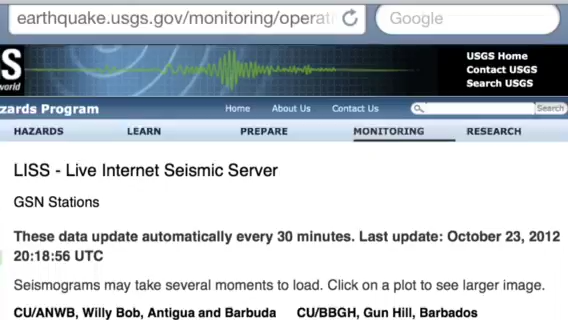 earthquake.usgs.gov/monitoring/operati
Google
S
world
USGS Home
Contact USGS
Search USGS
zards Program
Home About Us Contact Us
Search
HAZARDS LEARN PREPARE MONITORING RESEARCH
LISS - Live Internet Seismic Server
GSN Stations
These data update automatically every 30 minutes. Last update: October 23, 2012
20:18:56 UTC
Seismograms may take several moments to load. Click on a plot to see larger image.
CU/ANWB, Willy Bob, Antigua and Barbuda CU/BBGH, Gun Hill, Barbados